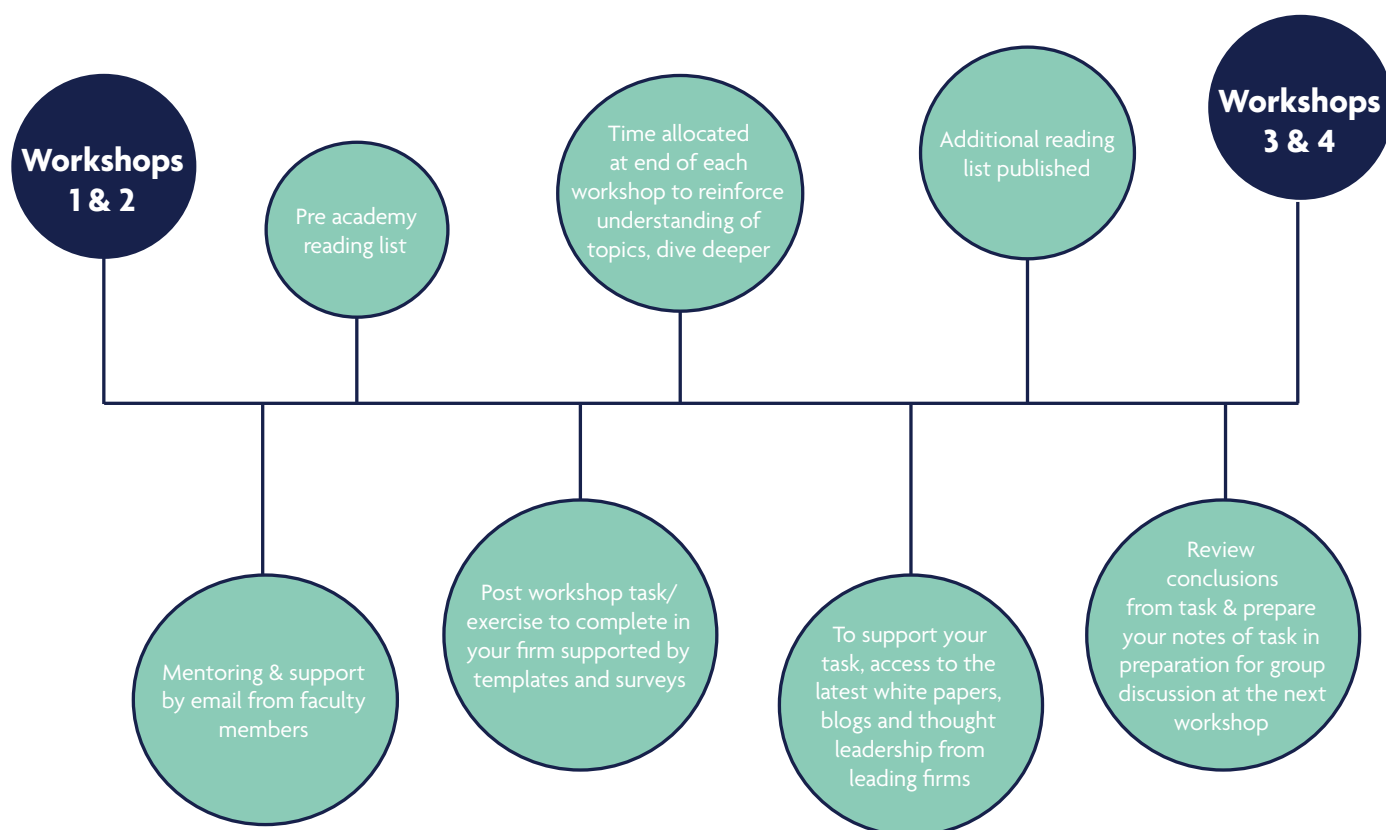 Workshops
1 & 2
Pre academy
reading list
Time allocated
at end of each
workshop to reinforce
understanding of
topics, dive deeper
Additional reading
list published
Workshops
3 & 4
Mentoring & support
by email from faculty
members
Post workshop task/
exercise to complete in
your firm supported by
templates and surveys
To support your
task, access to the
latest white papers,
blogs and thought
leadership from
leading firms
Review
conclusions
from task & prepare
your notes of task in
preparation for group
discussion at the next
workshop